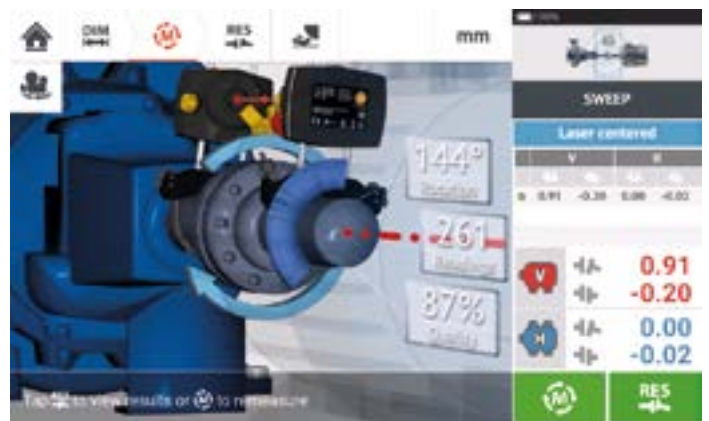 DIM
RES
mm
SWEEP
Laser centered
V H
0.91 -0.20 0.00 -0.02
144°
Rotation
261
87%
Quality
V
0.91
-0.20
H
0.00
-0.02
Tap to view results or (M) to remeasure
M
RES